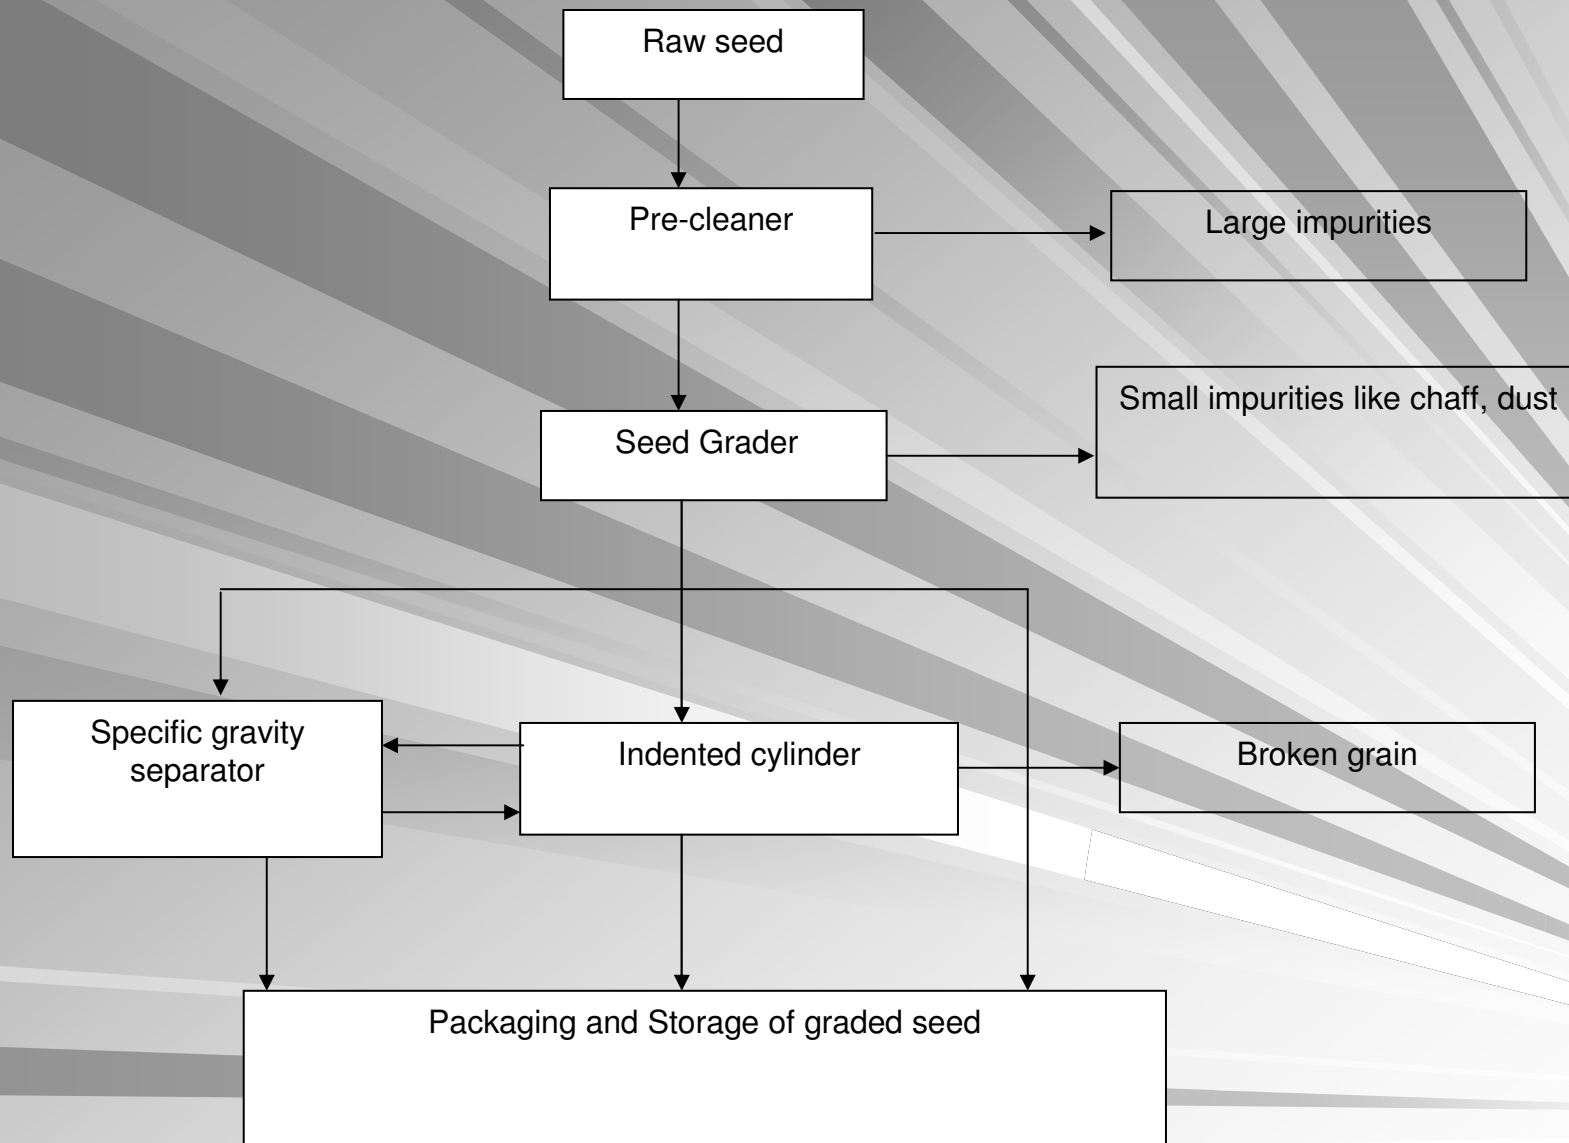 Raw seed
Pre-cleaner
Large impurities
Small impurities like chaff, dust
Seed Grader
Specific gravity
separator
Indented cylinder
Broken grain
Packaging and Storage of graded seed